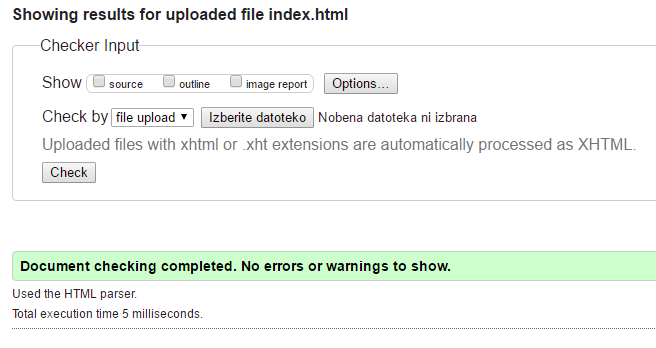 Showing results for uploaded file index.html
Checker Input
Show source outline image report Options...
Check by file upload Izberite datoteko Nobena datoteka ni izbrana
Uploaded files with xhtml or .xht extensions are automatically processed as XHTML.
Check
Document checking completed. No errors or warnings to show.
Used the HTML parser.
Total execution time 5 milliseconds.